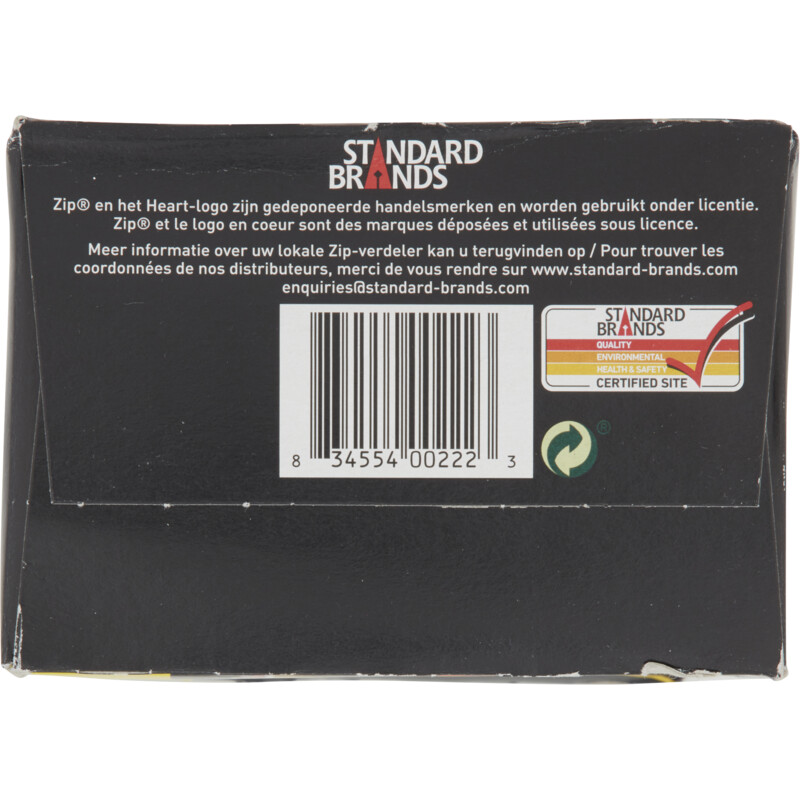 STANDARD
BRANDS
Zip® en het Heart-logo zijn gedeponeerde handelsmerken en worden gebruikt onder licentie.
Zip® et le logo en coeur sont des marques déposées et utilisées sous licence.
Meer informatie over uw lokale Zip-verdeler kan u terugvinden op / Pour trouver les
coordonnées de nos distributeurs, merci de vous rendre sur www.standard-brands.com
enquiries@standard-brands.com
8 34554 00222 3
STANDARD
BRANDS
QUALITY
ENVIRONMENTAL
HEALTH & SAFETY
CERTIFIED SITE
®